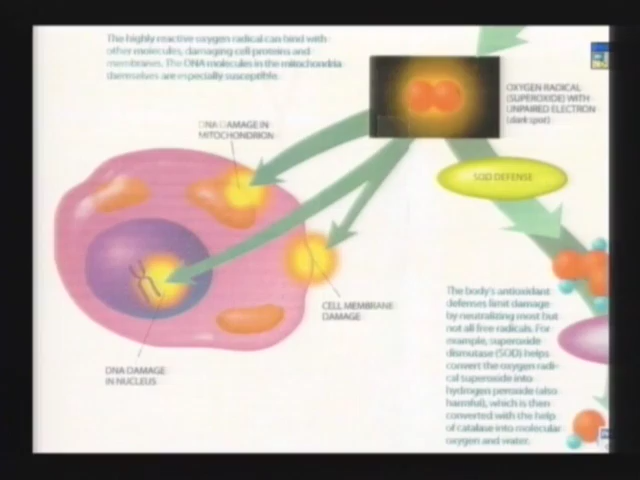 The highly reactive oxygen radical can bind with
other molecules, damaging cell proteins and
membranes. The DNA molecules in the mitochondria
themselves are especially susceptible.
OXYGEN RADICAL
(SUPEROXIDE) WITH
UNPAIRED ELECTRON
(dark spot)
DNA DAMAGE IN
MITOCHONDRION
SOD DEFENSE
CELL MEMBRANE
DAMAGE
DNA DAMAGE
IN NUCLEUS
The body's antioxidant
defenses limit damage
by neutralizing most but
not all free radicals. For
example, superoxide
dismutase (SOD) helps
convert the oxygen radi-
cal superoxide into
hydrogen peroxide (also
harmful), which is then
converted with the help
of catalase into molecular
oxygen and water.